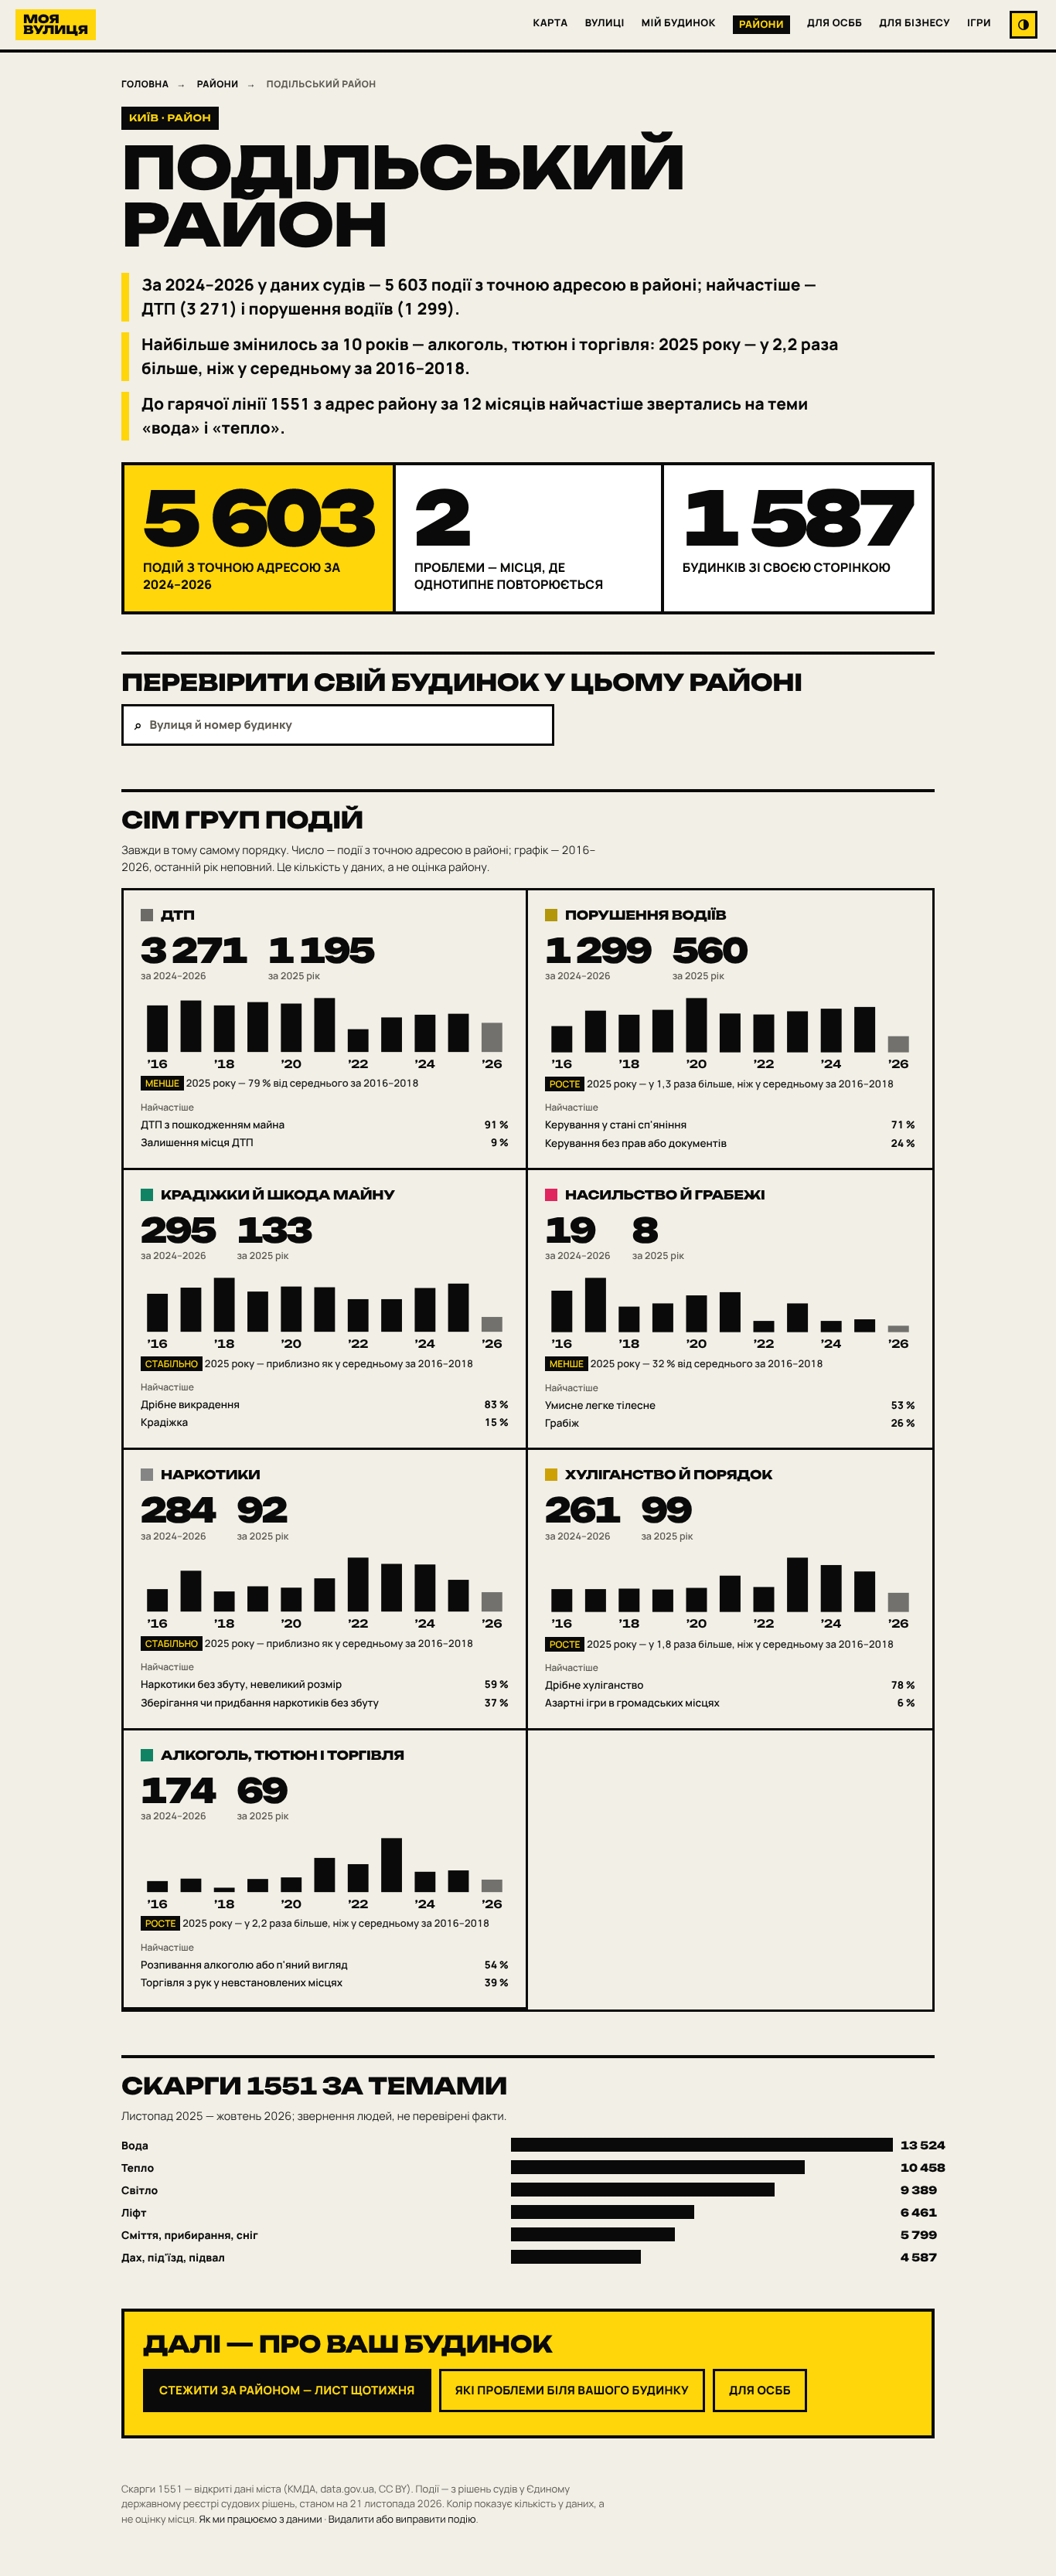 МОЯ
ВУЛИЦЯ
КАРТА ВУЛИЦІ МІЙ БУДИНОК РАЙОНИ ДЛЯ ОСББ ДЛЯ БІЗНЕСУ ІГРИ
ГОЛОВНА → РАЙОНИ → ПОДІЛЬСЬКИЙ РАЙОН
КИЇВ · РАЙОН
ПОДІЛЬСЬКИЙ
РАЙОН
За 2024–2026 у даних судів — 5 603 події з точною адресою в районі; найчастіше —
ДТП (3 271) і порушення водіїв (1 299).
Найбільше змінилось за 10 років — алкоголь, тютюн і торгівля: 2025 року — у 2,2 раза
більше, ніж у середньому за 2016–2018.
До гарячої лінії 1551 з адрес району за 12 місяців найчастіше звертались на теми
«вода» і «тепло».
5 603
ПОДІЙ З ТОЧНОЮ АДРЕСОЮ ЗА
2024–2026
2
ПРОБЛЕМИ — МІСЦЯ, ДЕ
ОДНОТИПНЕ ПОВТОРЮЄТЬСЯ
1 587
БУДИНКІВ ЗІ СВОЄЮ СТОРІНКОЮ
ПЕРЕВІРИТИ СВІЙ БУДИНОК У ЦЬОМУ РАЙОНІ
⌕ Вулиця й номер будинку
СІМ ГРУП ПОДІЙ
Завжди в тому самому порядку. Число — події з точною адресою в районі; графік — 2016–
2026, останній рік неповний. Це кількість у даних, а не оцінка району.
ДТП
3 271 1 195
за 2024–2026 за 2025 рік
’16 ’18 ’20 ’22 ’24 ’26
МЕНШЕ 2025 року — 79 % від середнього за 2016–2018
Найчастіше
ДТП з пошкодженням майна 91 %
Залишення місця ДТП 9 %
ПОРУШЕННЯ ВОДІЇВ
1 299 560
за 2024–2026 за 2025 рік
’16 ’18 ’20 ’22 ’24 ’26
РОСТЕ 2025 року — у 1,3 раза більше, ніж у середньому за 2016–2018
Найчастіше
Керування у стані сп'яніння 71 %
Керування без прав або документів 24 %
КРАДІЖКИ Й ШКОДА МАЙНУ
295 133
за 2024–2026 за 2025 рік
’16 ’18 ’20 ’22 ’24 ’26
СТАБІЛЬНО 2025 року — приблизно як у середньому за 2016–2018
Найчастіше
Дрібне викрадення 83 %
Крадіжка 15 %
НАСИЛЬСТВО Й ГРАБЕЖІ
19 8
за 2024–2026 за 2025 рік
’16 ’18 ’20 ’22 ’24 ’26
МЕНШЕ 2025 року — 32 % від середнього за 2016–2018
Найчастіше
Умисне легке тілесне 53 %
Грабіж 26 %
НАРКОТИКИ
284 92
за 2024–2026 за 2025 рік
’16 ’18 ’20 ’22 ’24 ’26
СТАБІЛЬНО 2025 року — приблизно як у середньому за 2016–2018
Найчастіше
Наркотики без збуту, невеликий розмір 59 %
Зберігання чи придбання наркотиків без збуту 37 %
ХУЛІГАНСТВО Й ПОРЯДОК
261 99
за 2024–2026 за 2025 рік
’16 ’18 ’20 ’22 ’24 ’26
РОСТЕ 2025 року — у 1,8 раза більше, ніж у середньому за 2016–2018
Найчастіше
Дрібне хуліганство 78 %
Азартні ігри в громадських місцях 6 %
АЛКОГОЛЬ, ТЮТЮН І ТОРГІВЛЯ
174 69
за 2024–2026 за 2025 рік
’16 ’18 ’20 ’22 ’24 ’26
РОСТЕ 2025 року — у 2,2 раза більше, ніж у середньому за 2016–2018
Найчастіше
Розпивання алкоголю або п'яний вигляд 54 %
Торгівля з рук у невстановлених місцях 39 %
СКАРГИ 1551 ЗА ТЕМАМИ
Листопад 2025 — жовтень 2026; звернення людей, не перевірені факти.
Вода 13 524
Тепло 10 458
Світло 9 389
Ліфт 6 461
Сміття, прибирання, сніг 5 799
Дах, під'їзд, підвал 4 587
ДАЛІ — ПРО ВАШ БУДИНОК
СТЕЖИТИ ЗА РАЙОНОМ — ЛИСТ ЩОТИЖНЯ ЯКІ ПРОБЛЕМИ БІЛЯ ВАШОГО БУДИНКУ ДЛЯ ОСББ
Скарги 1551 — відкриті дані міста (КМДА, data.gov.ua, CC BY). Події — з рішень судів у Єдиному
державному реєстрі судових рішень, станом на 21 листопада 2026. Колір показує кількість у даних, а
не оцінку місця. Як ми працюємо з даними · Видалити або виправити подію.